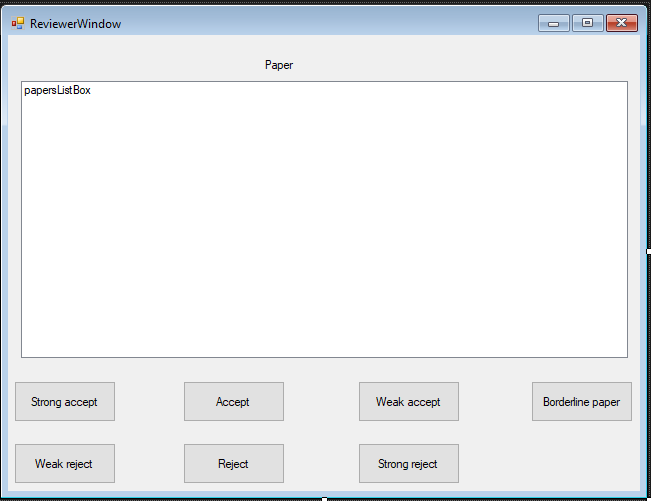 ReviewerWindow
Paper
papersListBox
Strong accept
Accept
Weak accept
Borderline paper
Weak reject
Reject
Strong reject